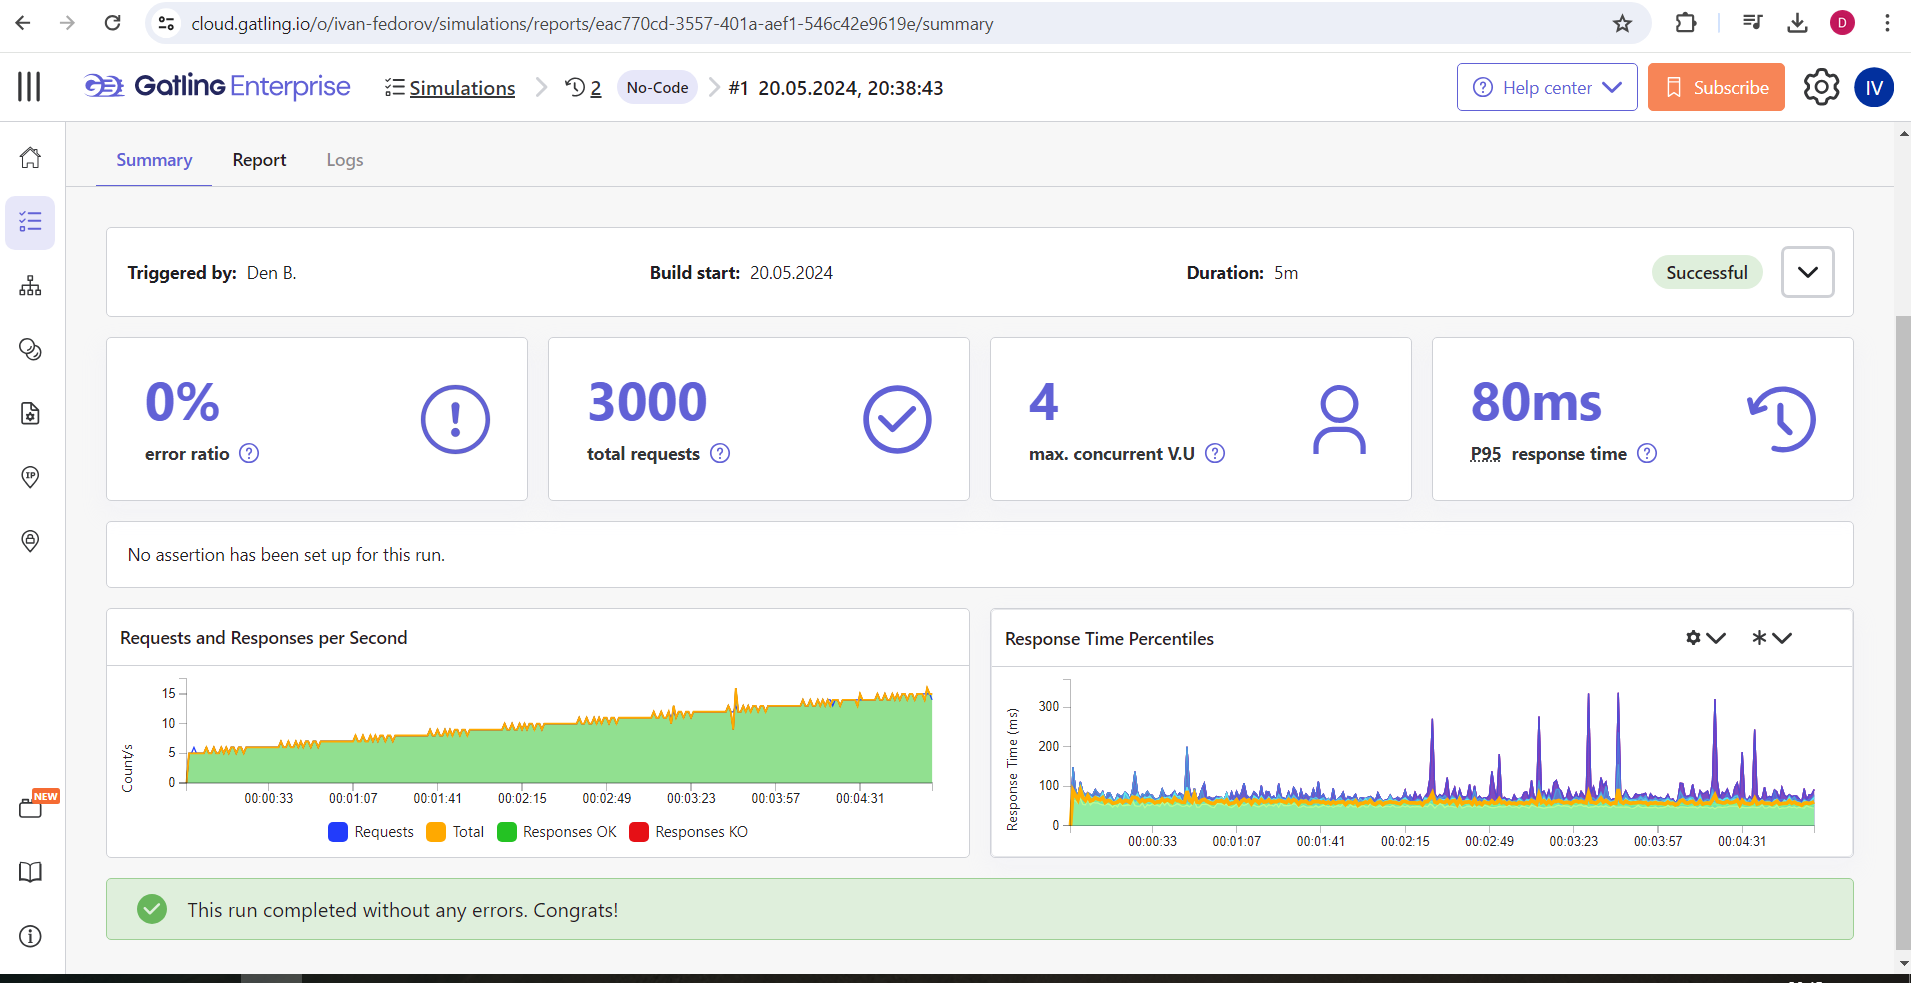 cloud.gatling.io/o/ivan-fedorov/simulations/reports/eac770cd-3557-401a-aef1-546c42e9619e/summary
D
Gatling Enterprise
Simulations
2
No-Code
#1 20.05.2024, 20:38:43
Help center
Subscribe
IV
Summary
Report
Logs
Triggered by: Den B.
Build start: 20.05.2024
Duration: 5m
Successful
0%
error ratio ?
3000
total requests ?
4
max. concurrent V.U ?
80ms
P95 response time ?
No assertion has been set up for this run.
Requests and Responses per Second
Count/s
15
10
5
0
00:00:33 00:01:07 00:01:41 00:02:15 00:02:49 00:03:23 00:03:57 00:04:31
Requests Total Responses OK Responses KO
Response Time Percentiles
Response Time (ms)
300
200
100
0
00:00:33 00:01:07 00:01:41 00:02:15 00:02:49 00:03:23 00:03:57 00:04:31
IP
NEW
This run completed without any errors. Congrats!